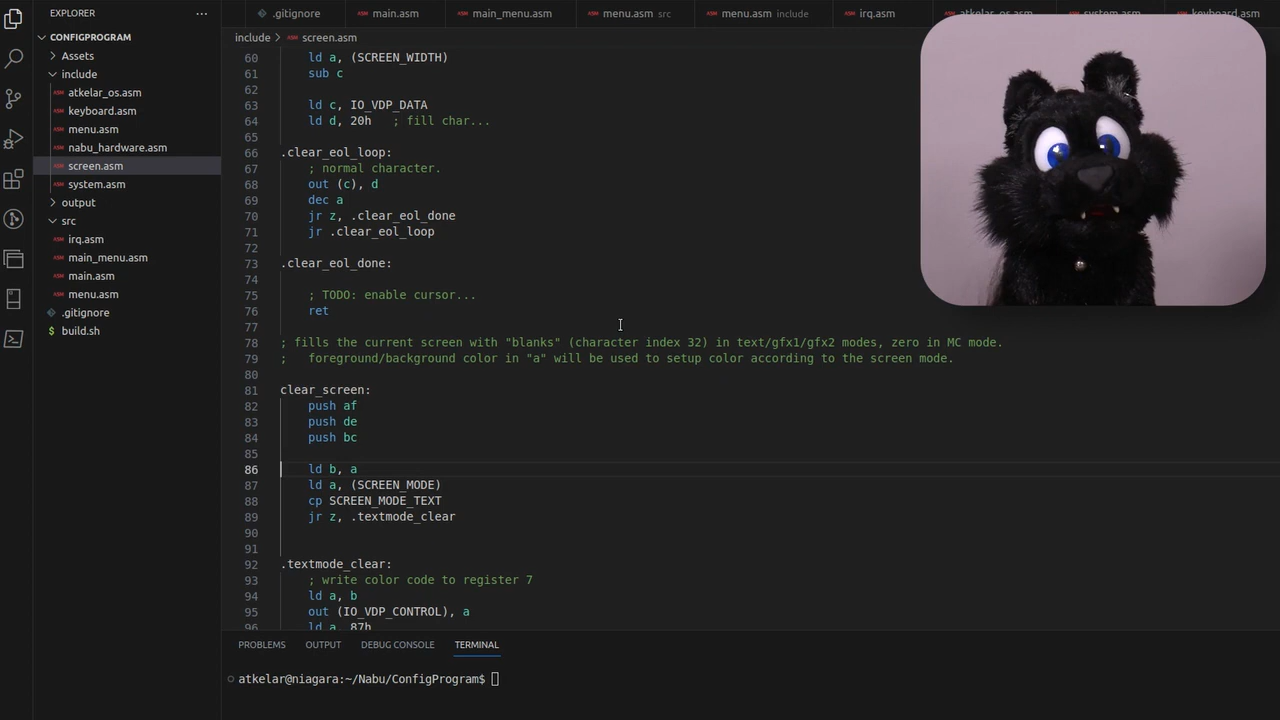 EXPLORER ...
CONFIGPROGRAM
Assets
include
atkelar_os.asm
keyboard.asm
menu.asm
nabu_hardware.asm
screen.asm
system.asm
output
src
irq.asm
main_menu.asm
main.asm
menu.asm
.gitignore
$ build.sh
.gitignore main.asm main_menu.asm menu.asm src menu.asm include irq.asm atkelar_os.asm system.asm keyboard.asm
include > screen.asm
60 ld a, (SCREEN_WIDTH)
61 sub c
62
63 ld c, IO_VDP_DATA
64 ld d, 20h ; fill char...
65
66 .clear_eol_loop:
67 ; normal character.
68 out (c), d
69 dec a
70 jr z, .clear_eol_done
71 jr .clear_eol_loop
72
73 .clear_eol_done:
74
75 ; TODO: enable cursor...
76 ret
77
78 ; fills the current screen with "blanks" (character index 32) in text/gfx1/gfx2 modes, zero in MC mode.
79 ; foreground/background color in "a" will be used to setup color according to the screen mode.
80
81 clear_screen:
82 push af
83 push de
84 push bc
85
86 ld b, a
87 ld a, (SCREEN_MODE)
88 cp SCREEN_MODE_TEXT
89 jr z, .textmode_clear
90
91
92 .textmode_clear:
93 ; write color code to register 7
94 ld a, b
95 out (IO_VDP_CONTROL), a
96 ld a, 87h
PROBLEMS OUTPUT DEBUG CONSOLE TERMINAL
atkelar@niagara:~/Nabu/ConfigProgram$